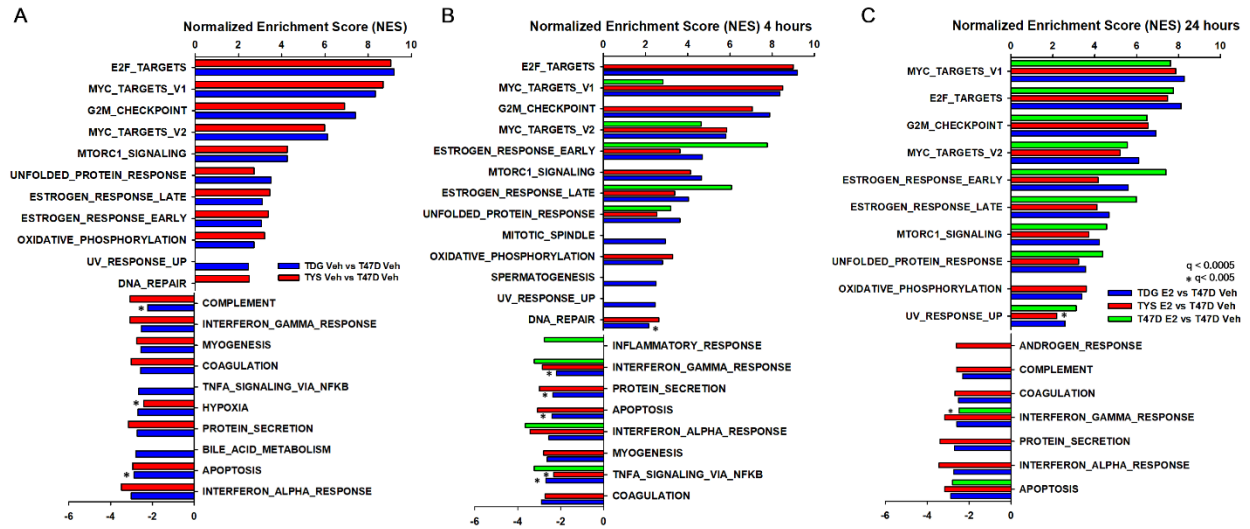 A
Normalized Enrichment Score (NES)
0 2 4 6 8 10
E2F_TARGETS
MYC_TARGETS_V1
G2M_CHECKPOINT
MYC_TARGETS_V2
MTORC1_SIGNALING
UNFOLDED_PROTEIN_RESPONSE
ESTROGEN_RESPONSE_LATE
ESTROGEN_RESPONSE_EARLY
OXIDATIVE_PHOSPHORYLATION
UV_RESPONSE_UP
DNA_REPAIR
TDG Veh vs T47D Veh
TYS Veh vs T47D Veh
COMPLEMENT
*
INTERFERON_GAMMA_RESPONSE
MYOGENESIS
COAGULATION
TNFA_SIGNALING_VIA_NFKB
* HYPOXIA
PROTEIN_SECRETION
BILE_ACID_METABOLISM
APOPTOSIS
*
INTERFERON_ALPHA_RESPONSE
-6 -4 -2 0
B
Normalized Enrichment Score (NES) 4 hours
0 2 4 6 8 10
E2F_TARGETS
MYC_TARGETS_V1
G2M_CHECKPOINT
MYC_TARGETS_V2
ESTROGEN_RESPONSE_EARLY
MTORC1_SIGNALING
ESTROGEN_RESPONSE_LATE
UNFOLDED_PROTEIN_RESPONSE
MITOTIC_SPINDLE
OXIDATIVE_PHOSPHORYLATION
SPERMATOGENESIS
UV_RESPONSE_UP
DNA_REPAIR
*
INFLAMMATORY_RESPONSE
INTERFERON_GAMMA_RESPONSE
*
PROTEIN_SECRETION
*
APOPTOSIS
*
INTERFERON_ALPHA_RESPONSE
MYOGENESIS
* TNFA_SIGNALING_VIA_NFKB
*
COAGULATION
-6 -4 -2 0
C
Normalized Enrichment Score (NES) 24 hours
0 2 4 6 8 10
MYC_TARGETS_V1
E2F_TARGETS
G2M_CHECKPOINT
MYC_TARGETS_V2
ESTROGEN_RESPONSE_EARLY
ESTROGEN_RESPONSE_LATE
MTORC1_SIGNALING
UNFOLDED_PROTEIN_RESPONSE
OXIDATIVE_PHOSPHORYLATION
UV_RESPONSE_UP
*
q < 0.0005
* q< 0.005
TDG E2 vs T47D Veh
TYS E2 vs T47D Veh
T47D E2 vs T47D Veh
ANDROGEN_RESPONSE
COMPLEMENT
COAGULATION
*
INTERFERON_GAMMA_RESPONSE
PROTEIN_SECRETION
INTERFERON_ALPHA_RESPONSE
APOPTOSIS
-6 -4 -2 0